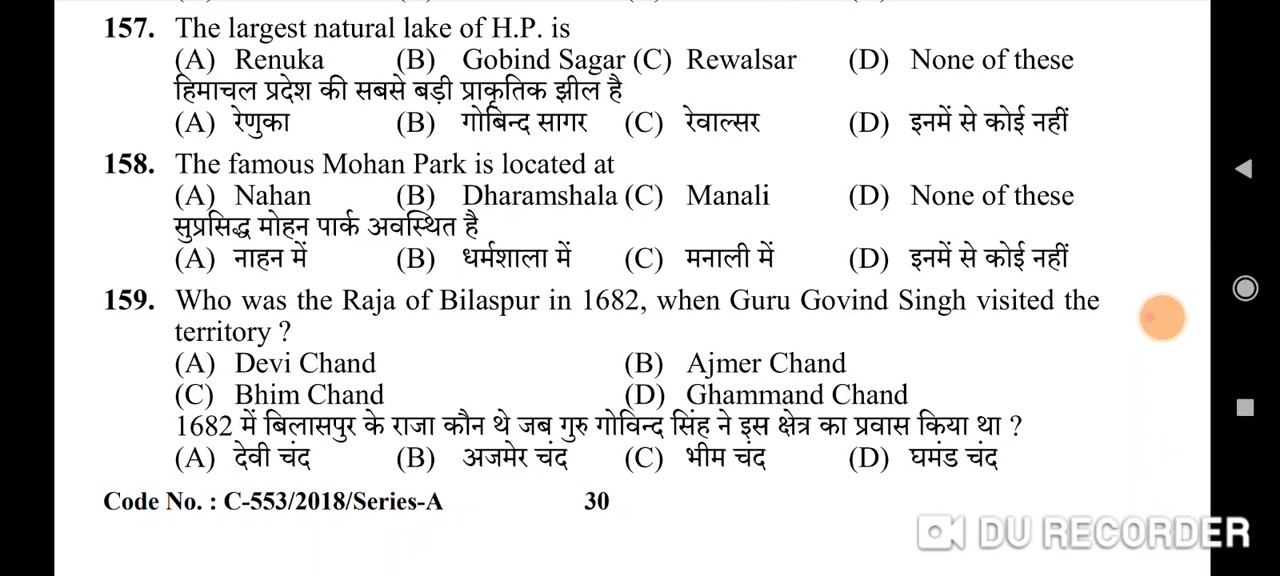 157. The largest natural lake of H.P. is
(A) Renuka (B) Gobind Sagar (C) Rewalsar (D) None of these
हिमाचल प्रदेश की सबसे बड़ी प्राकृतिक झील है
(A) रेणुका (B) गोबिन्द सागर (C) रेवाल्सर (D) इनमें से कोई नहीं
158. The famous Mohan Park is located at
(A) Nahan (B) Dharamshala (C) Manali (D) None of these
सुप्रसिद्ध मोहन पार्क अवस्थित है
(A) नाहन में (B) धर्मशाला में (C) मनाली में (D) इनमें से कोई नहीं
159. Who was the Raja of Bilaspur in 1682, when Guru Govind Singh visited the
territory ?
(A) Devi Chand (B) Ajmer Chand
(C) Bhim Chand (D) Ghammand Chand
1682 में बिलासपुर के राजा कौन थे जब गुरु गोविन्द सिंह ने इस क्षेत्र का प्रवास किया था ?
(A) देवी चंद (B) अजमेर चंद (C) भीम चंद (D) घमंड चंद
Code No. : C-553/2018/Series-A 30
DU RECORDER